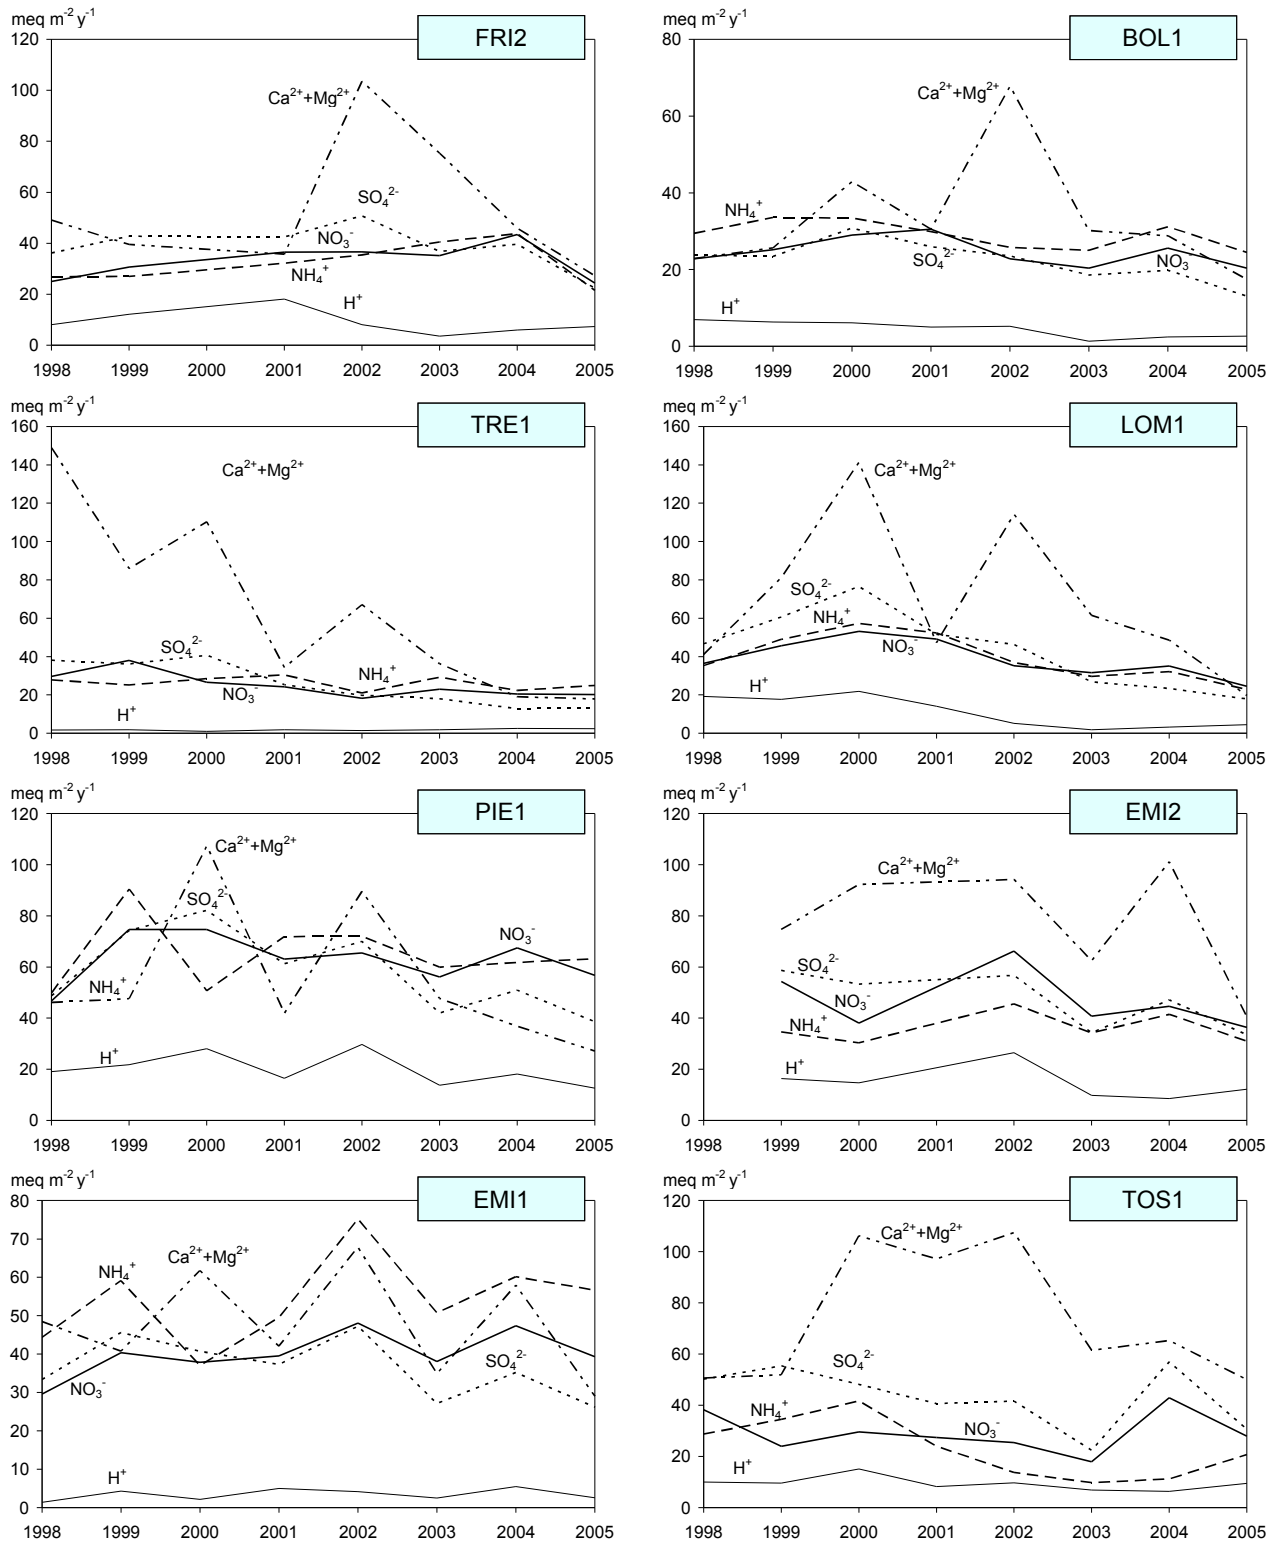 meq m⁻² y⁻¹
FRI2
120
100
80
60
40
20
0
Ca²⁺+Mg²⁺
SO₄²⁻
NO₃⁻
NH₄⁺
H⁺
1998 1999 2000 2001 2002 2003 2004 2005
meq m⁻² y⁻¹
BOL1
80
60
40
20
0
Ca²⁺+Mg²⁺
NH₄⁺
SO₄²⁻
NO₃
H⁺
1998 1999 2000 2001 2002 2003 2004 2005
meq m⁻² y⁻¹
TRE1
160
140
120
100
80
60
40
20
0
Ca²⁺+Mg²⁺
SO₄²⁻
NH₄⁺
NO₃⁻
H⁺
1998 1999 2000 2001 2002 2003 2004 2005
meq m⁻² y⁻¹
LOM1
160
140
120
100
80
60
40
20
0
Ca²⁺+Mg²⁺
SO₄²⁻
NH₄⁺
NO₃⁻
H⁺
1998 1999 2000 2001 2002 2003 2004 2005
meq m⁻² y⁻¹
PIE1
120
100
80
60
40
20
0
Ca²⁺+Mg²⁺
SO₄²⁻
NO₃⁻
NH₄⁺
H⁺
1998 1999 2000 2001 2002 2003 2004 2005
EMI2
120
100
80
60
40
20
0
Ca²⁺+Mg²⁺
SO₄²⁻
NO₃⁻
NH₄⁺
H⁺
1998 1999 2000 2001 2002 2003 2004 2005
meq m⁻² y⁻¹
EMI1
80
70
60
50
40
30
20
10
0
Ca²⁺+Mg²⁺
NH₄⁺
SO₄²⁻
NO₃⁻
H⁺
1998 1999 2000 2001 2002 2003 2004 2005
meq m⁻² y⁻¹
TOS1
120
100
80
60
40
20
0
Ca²⁺+Mg²⁺
SO₄²⁻
NH₄⁺
NO₃⁻
H⁺
1998 1999 2000 2001 2002 2003 2004 2005